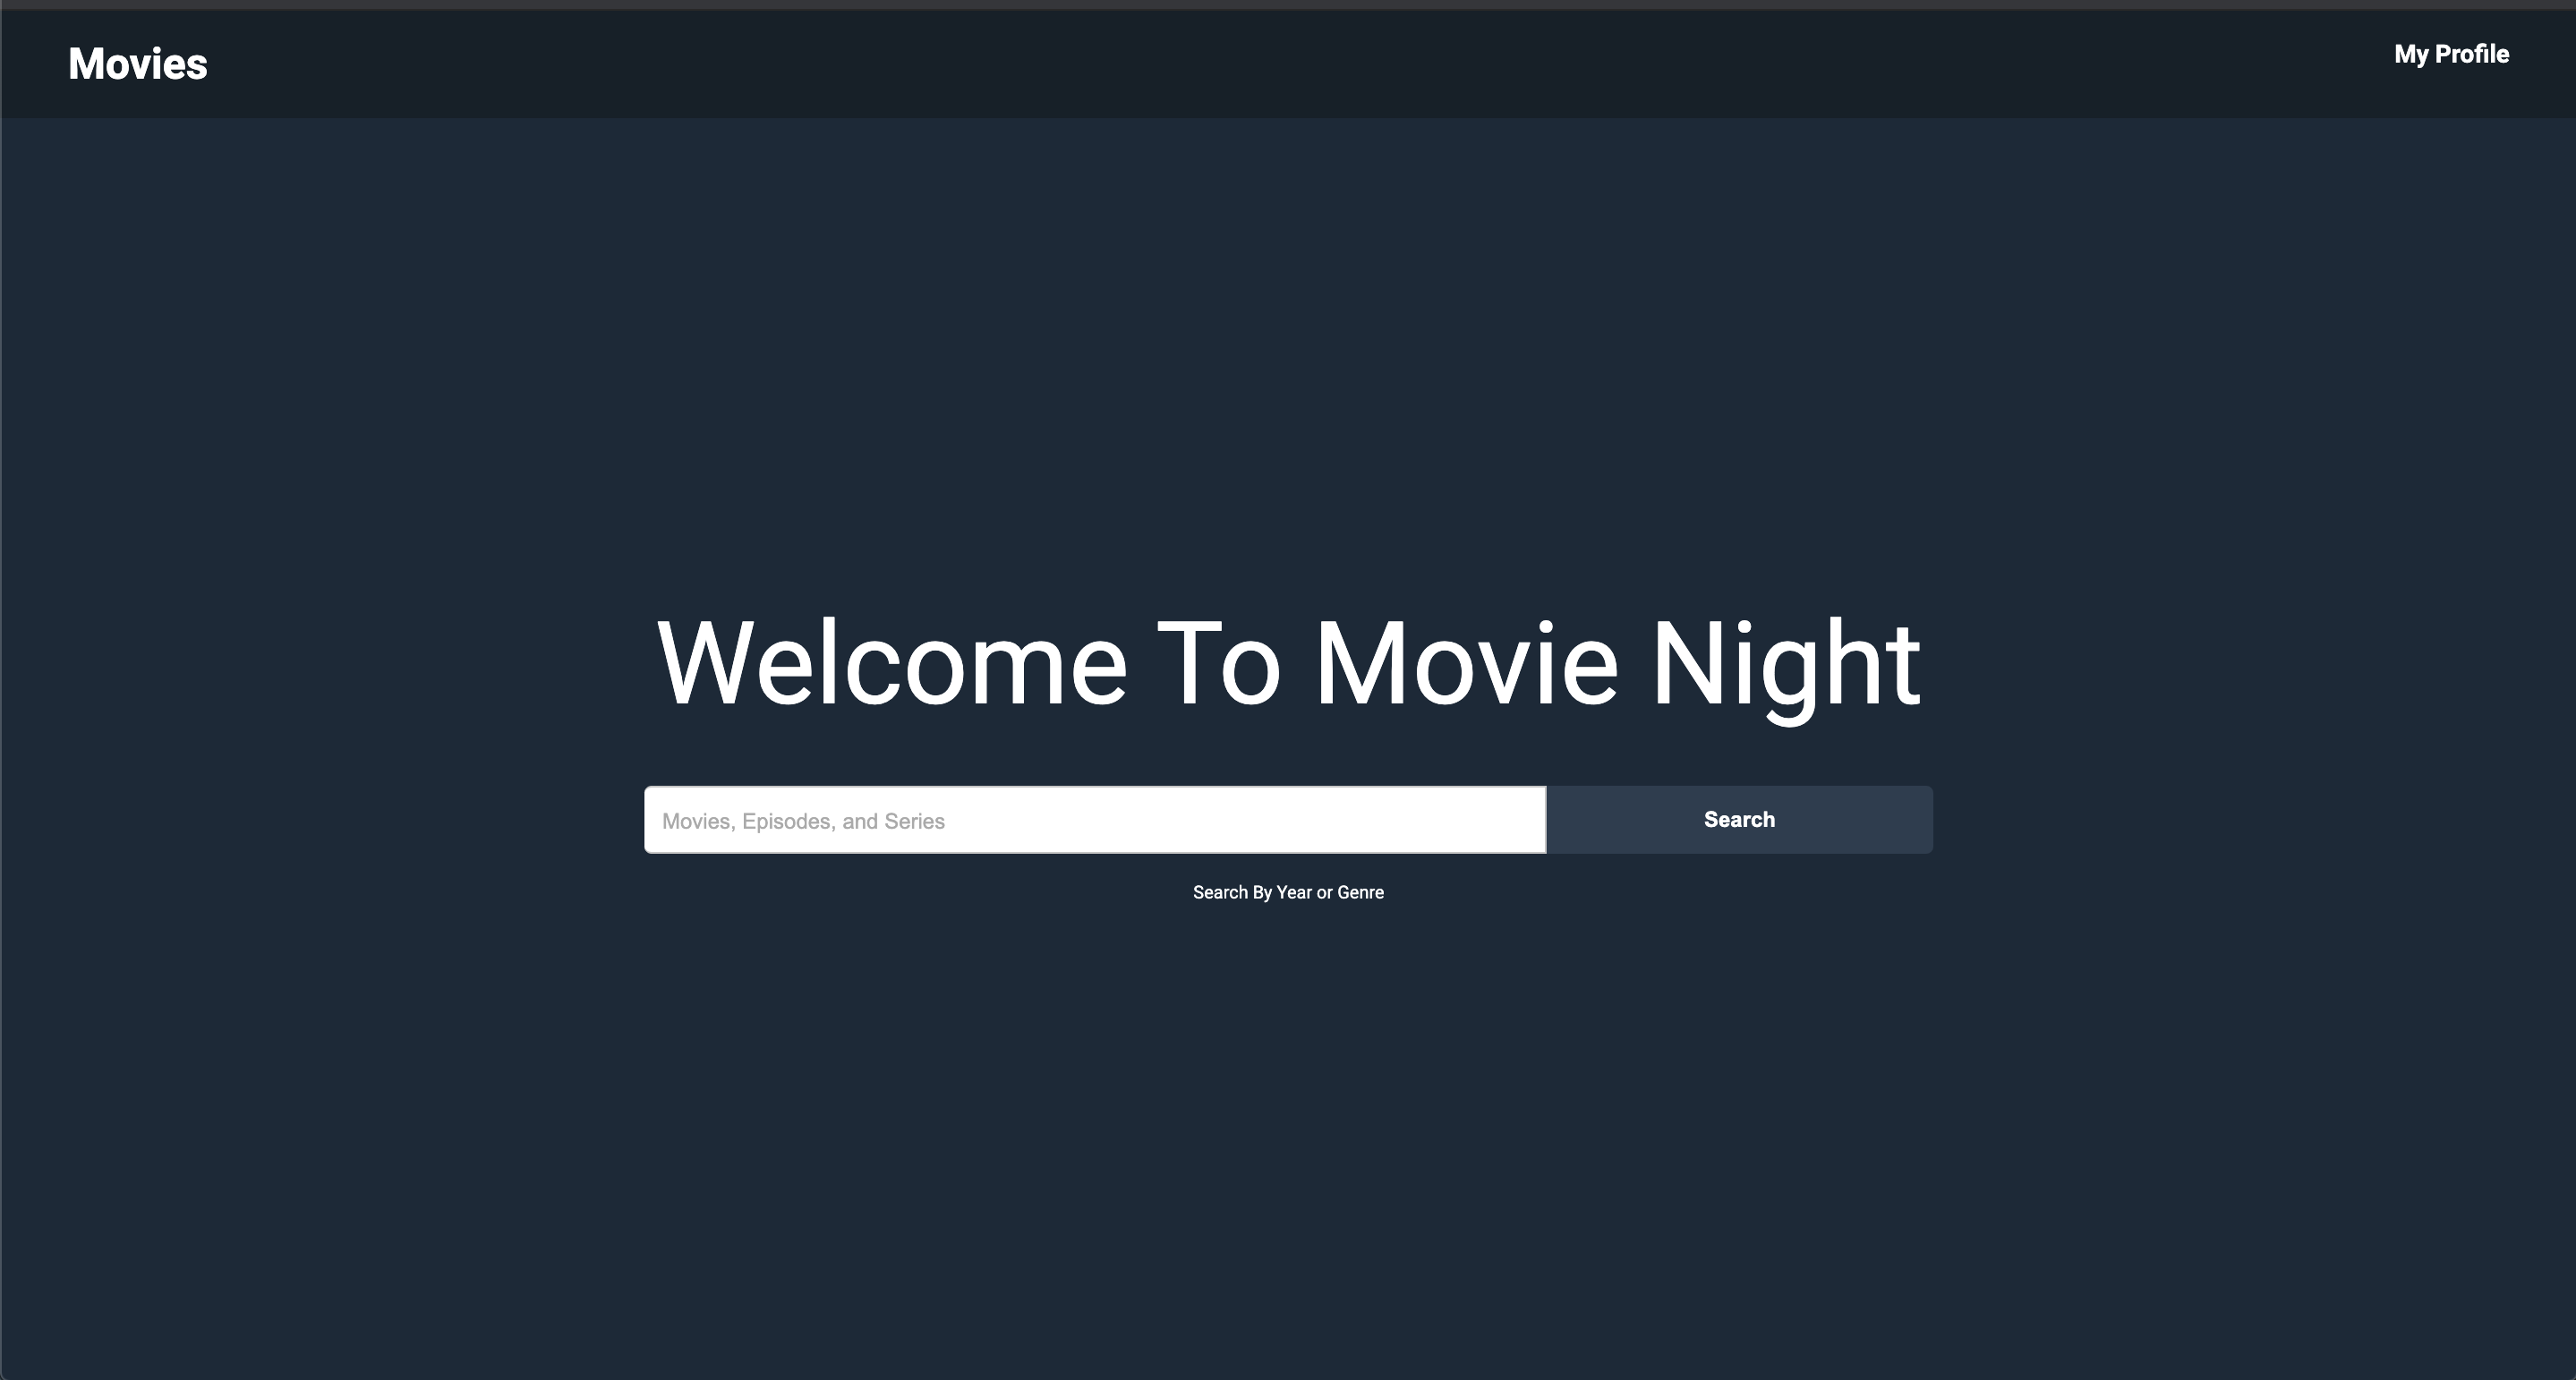 Movies
My Profile
Welcome To Movie Night
Movies, Episodes, and Series
Search
Search By Year or Genre